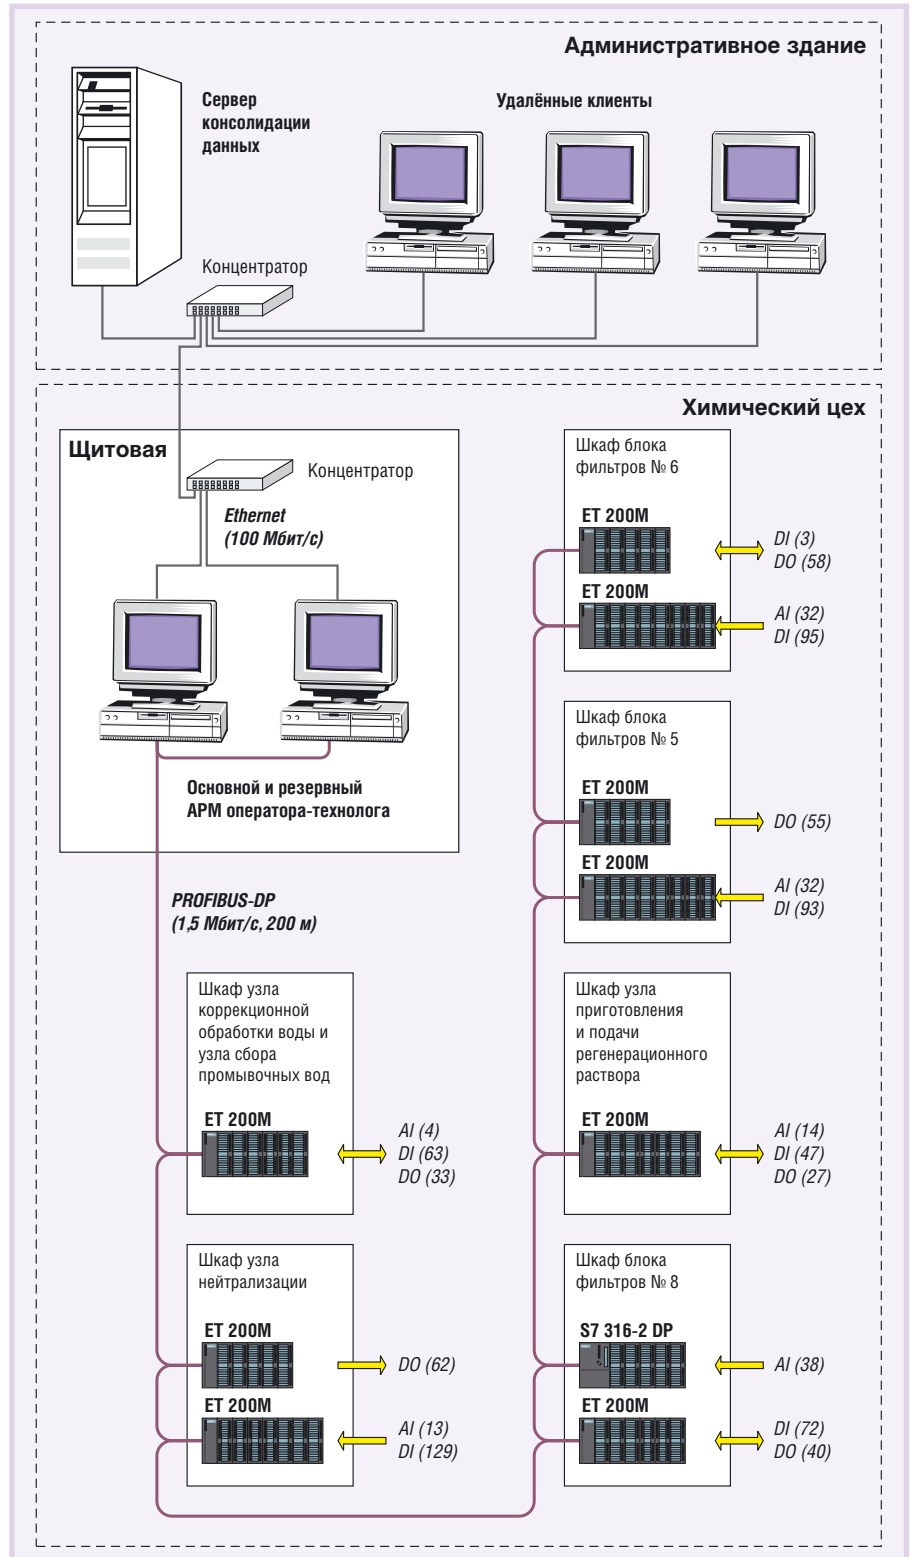 Административное здание
Сервер
консолидации
данных
Удалённые клиенты
Концентратор
Химический цех
Щитовая
Концентратор
Ethernet
(100 Мбит/с)
Основной и резервный
АРМ оператора-технолога
PROFIBUS-DP
(1,5 Мбит/с, 200 м)
Шкаф блока
фильтров № 6
ET 200M
DI (3)
DO (58)
ET 200M
AI (32)
DI (95)
Шкаф блока
фильтров № 5
ET 200M
DO (55)
ET 200M
AI (32)
DI (93)
Шкаф узла
коррекционной
обработки воды и
узла сбора
промывочных вод
ET 200M
AI (4)
DI (63)
DO (33)
Шкаф узла
приготовления
и подачи
регенерационного
раствора
ET 200M
AI (14)
DI (47)
DO (27)
Шкаф узла
нейтрализации
ET 200M
DO (62)
ET 200M
AI (13)
DI (129)
Шкаф блока
фильтров № 8
S7 316-2 DP
AI (38)
ET 200M
DI (72)
DO (40)